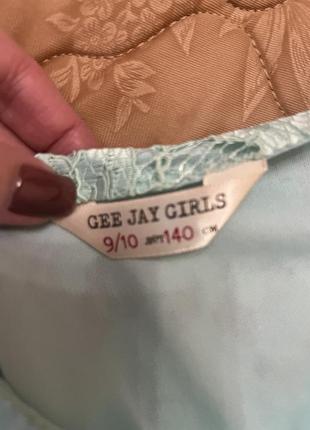 GEE JAY GIRLS
9/10 140 CM